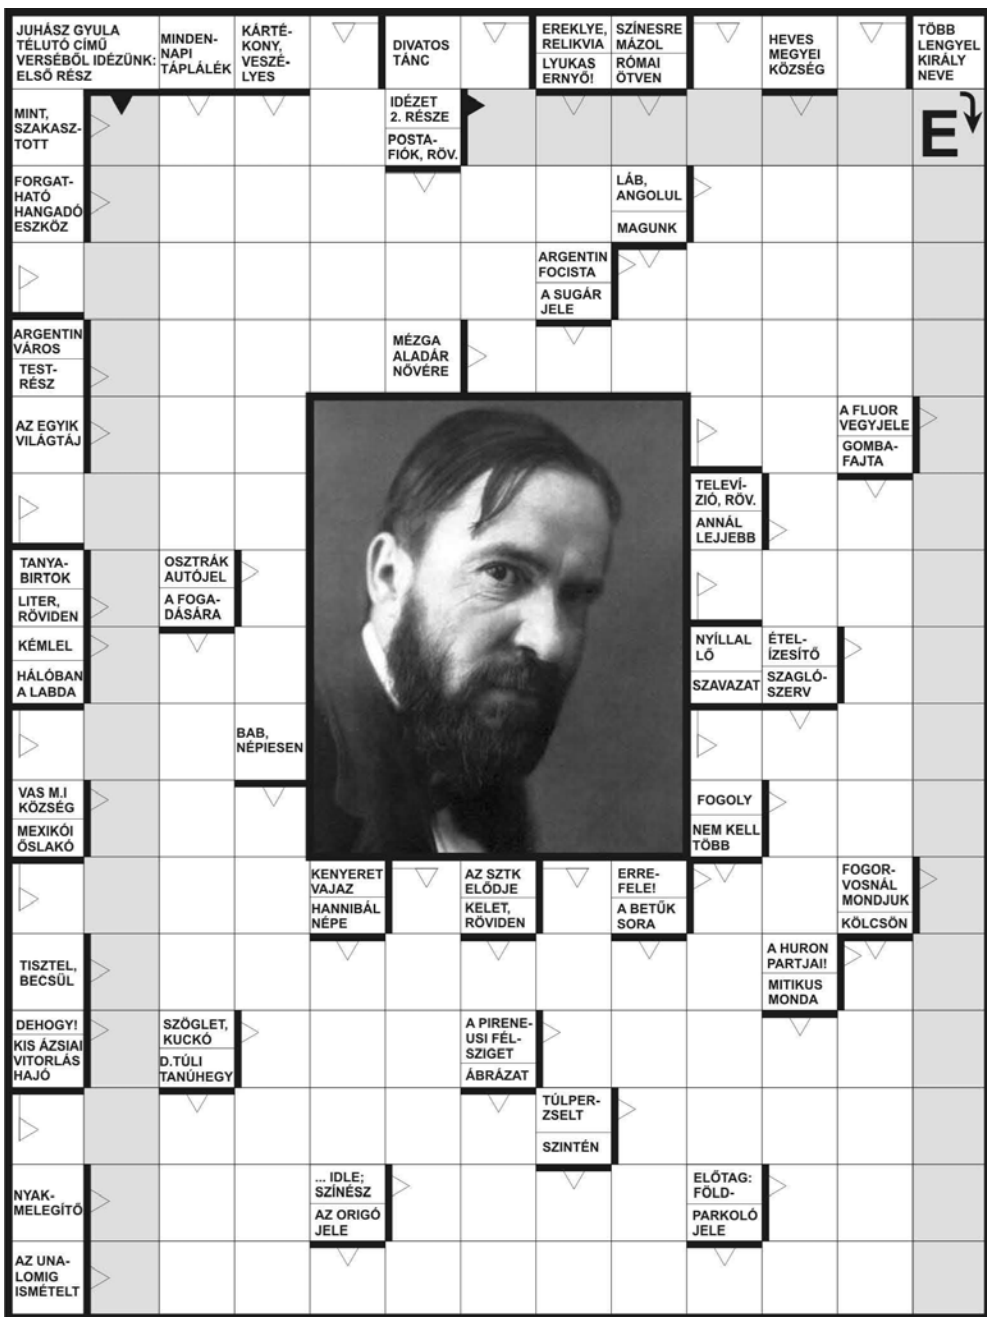 JUHÁSZ GYULA
TÉLUTÓ CÍMŰ
VERSÉBŐL IDÉZÜNK:
ELSŐ RÉSZ
MINDEN-
NAPI
TÁPLÁLÉK
KÁRTÉ-
KONY,
VESZÉ-
LYES
DIVATOS
TÁNC
EREKLYE,
RELIKVIA
LYUKAS
ERNYŐ!
SZÍNESRE
MÁZOL
RÓMAI
ÖTVEN
HEVES
MEGYEI
KÖZSÉG
TÖBB
LENGYEL
KIRÁLY
NEVE
MINT,
SZAKASZ-
TOTT
IDÉZET
2. RÉSZE
POSTA-
FIÓK, RÖV.
E
FORGAT-
HATÓ
HANGADÓ
ESZKÖZ
LÁB,
ANGOLUL
MAGUNK
ARGENTIN
FOCISTA
A SUGÁR
JELE
ARGENTIN
VÁROS
TEST-
RÉSZ
MÉZGA
ALADÁR
NŐVÉRE
AZ EGYIK
VILÁGTÁJ
A FLUOR
VEGYJELE
GOMBA-
FAJTA
TELEVÍ-
ZIÓ, RÖV.
ANNÁL
LEJJEBB
TANYA-
BIRTOK
LITER,
RÖVIDEN
OSZTRÁK
AUTÓJEL
A FOGA-
DÁSÁRA
KÉMLEL
HÁLÓBAN
A LABDA
NYÍLLAL
LŐ
SZAVAZAT
ÉTEL-
ÍZESÍTŐ
SZAGLÓ-
SZERV
BAB,
NÉPIESEN
VAS M.I
KÖZSÉG
MEXIKÓI
ŐSLAKÓ
FOGOLY
NEM KELL
TÖBB
KENYERET
VAJAZ
HANNIBÁL
NÉPE
AZ SZTK
ELŐDJE
KELET,
RÖVIDEN
ERRE-
FELE!
A BETŰK
SORA
FOGOR-
VOSNÁL
MONDJUK
KÖLCSÖN
TISZTEL,
BECSÜL
A HURON
PARTJAI!
MITIKUS
MONDA
DEHOGY!
KIS ÁZSIAI
VITORLÁS
HAJÓ
SZÖGLET,
KUCKÓ
D.TÚLI
TANÚHEGY
A PIRENE-
USI FÉL-
SZIGET
ÁBRÁZAT
TÚLPER-
ZSELT
SZINTÉN
NYAK-
MELEGÍTŐ
... IDLE;
SZÍNÉSZ
AZ ORIGÓ
JELE
ELŐTAG:
FÖLD-
PARKOLÓ
JELE
AZ UNA-
LOMIG
ISMÉTELT